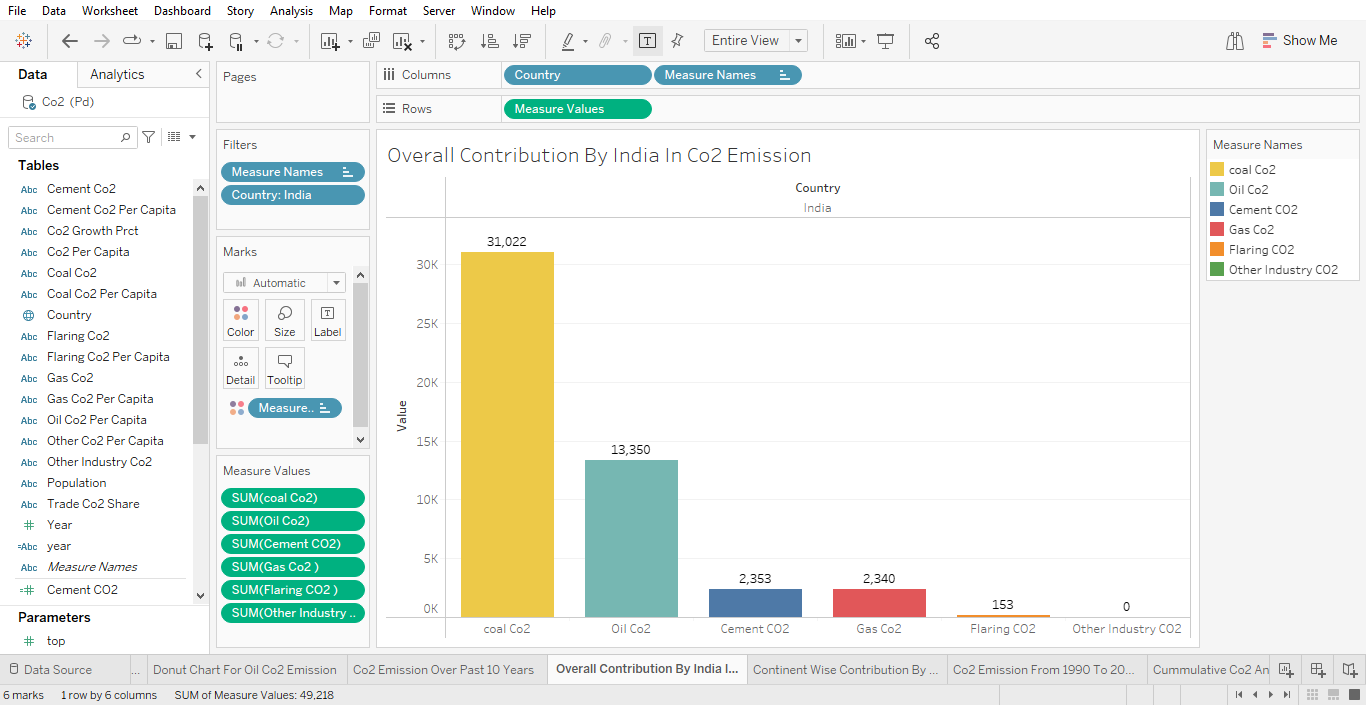 File Data Worksheet Dashboard Story Analysis Map Format Server Window Help
Entire View
Show Me
Data Analytics
Co2 (Pd)
Search
Tables
Abc Cement Co2
Abc Cement Co2 Per Capita
Abc Co2 Growth Prct
Abc Co2 Per Capita
Abc Coal Co2
Abc Coal Co2 Per Capita
Country
Abc Flaring Co2
Abc Flaring Co2 Per Capita
Abc Gas Co2
Abc Gas Co2 Per Capita
Abc Oil Co2 Per Capita
Abc Other Co2 Per Capita
Abc Other Industry Co2
Abc Population
Abc Trade Co2 Share
# Year
=Abc year
Abc Measure Names
=# Cement CO2
Parameters
# top
Pages
Filters
Measure Names
Country: India
Marks
Automatic
Color Size Label
Detail Tooltip
Measure..
Measure Values
SUM(coal Co2)
SUM(Oil Co2)
SUM(Cement CO2)
SUM(Gas Co2 )
SUM(Flaring CO2 )
SUM(Other Industry ..
Columns Country Measure Names
Rows Measure Values
Overall Contribution By India In Co2 Emission
Country
India
31,022
30K
25K
20K
15K
10K
5K
0K
Value
13,350
2,353
2,340
153
0
coal Co2 Oil Co2 Cement CO2 Gas Co2 Flaring CO2 Other Industry CO2
Measure Names
coal Co2
Oil Co2
Cement CO2
Gas Co2
Flaring CO2
Other Industry CO2
Data Source ... Donut Chart For Oil Co2 Emission Co2 Emission Over Past 10 Years Overall Contribution By India I... Continent Wise Contribution By ... Co2 Emission From 1990 To 20... Cummulative Co2 An
6 marks 1 row by 6 columns SUM of Measure Values: 49,218